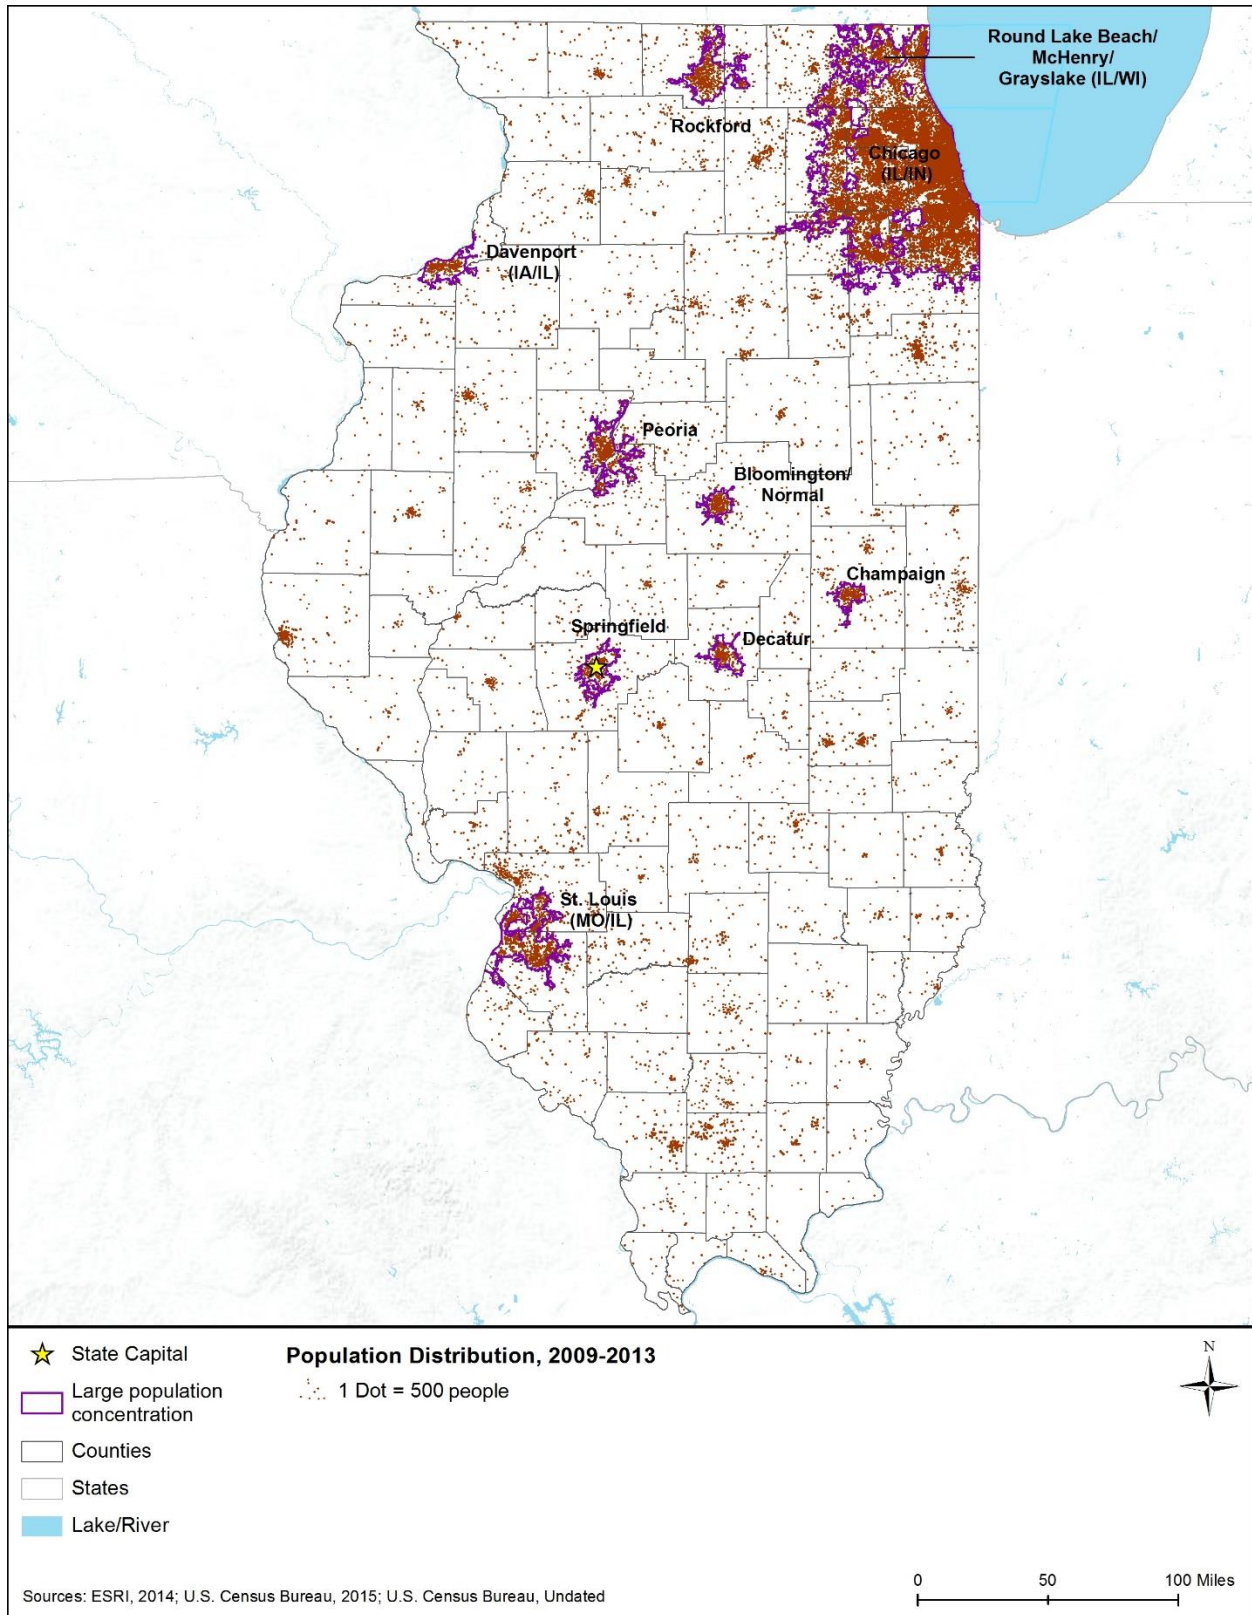 Round Lake Beach/
McHenry/
Grayslake (IL/WI)
Rockford
Chicago
(IL/IN)
Davenport
(IA/IL)
Peoria
Bloomington/
Normal
Champaign
Springfield
Decatur
St. Louis
(MO/IL)
State Capital
Large population
concentration
Counties
States
Lake/River
Population Distribution, 2009-2013
1 Dot = 500 people
N
Sources: ESRI, 2014; U.S. Census Bureau, 2015; U.S. Census Bureau, Undated
0 50 100 Miles